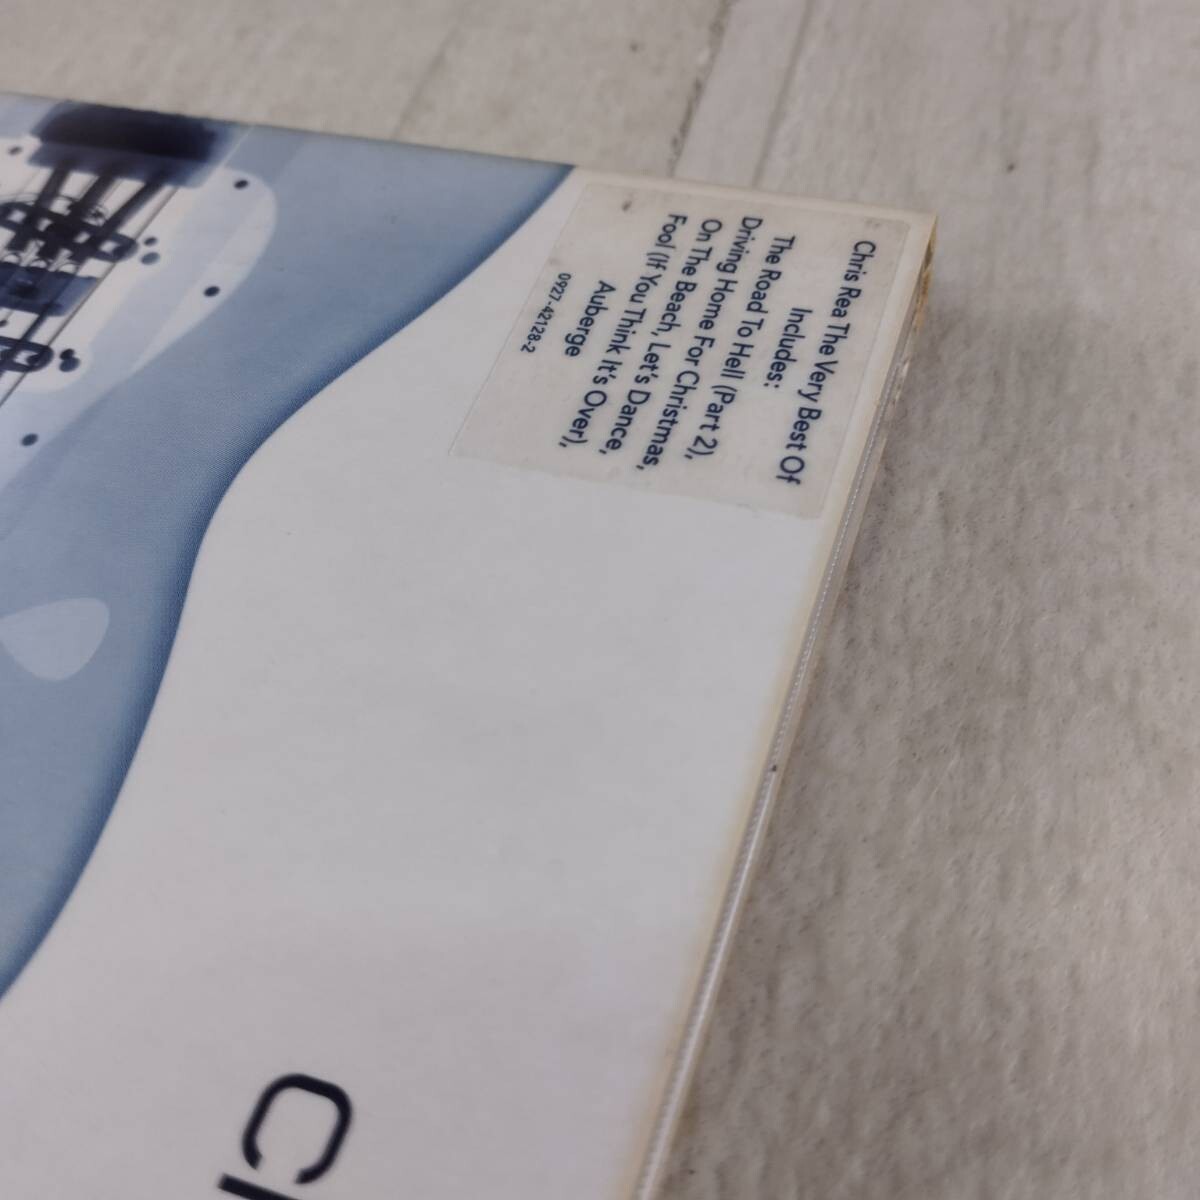 Chris Rea The Very Best Of
Includes:
The Road To Hell (Part 2),
Driving Home For Christmas,
On The Beach, Let's Dance,
Fool (If You Think It's Over),
Auberge
0927-42128-2
C